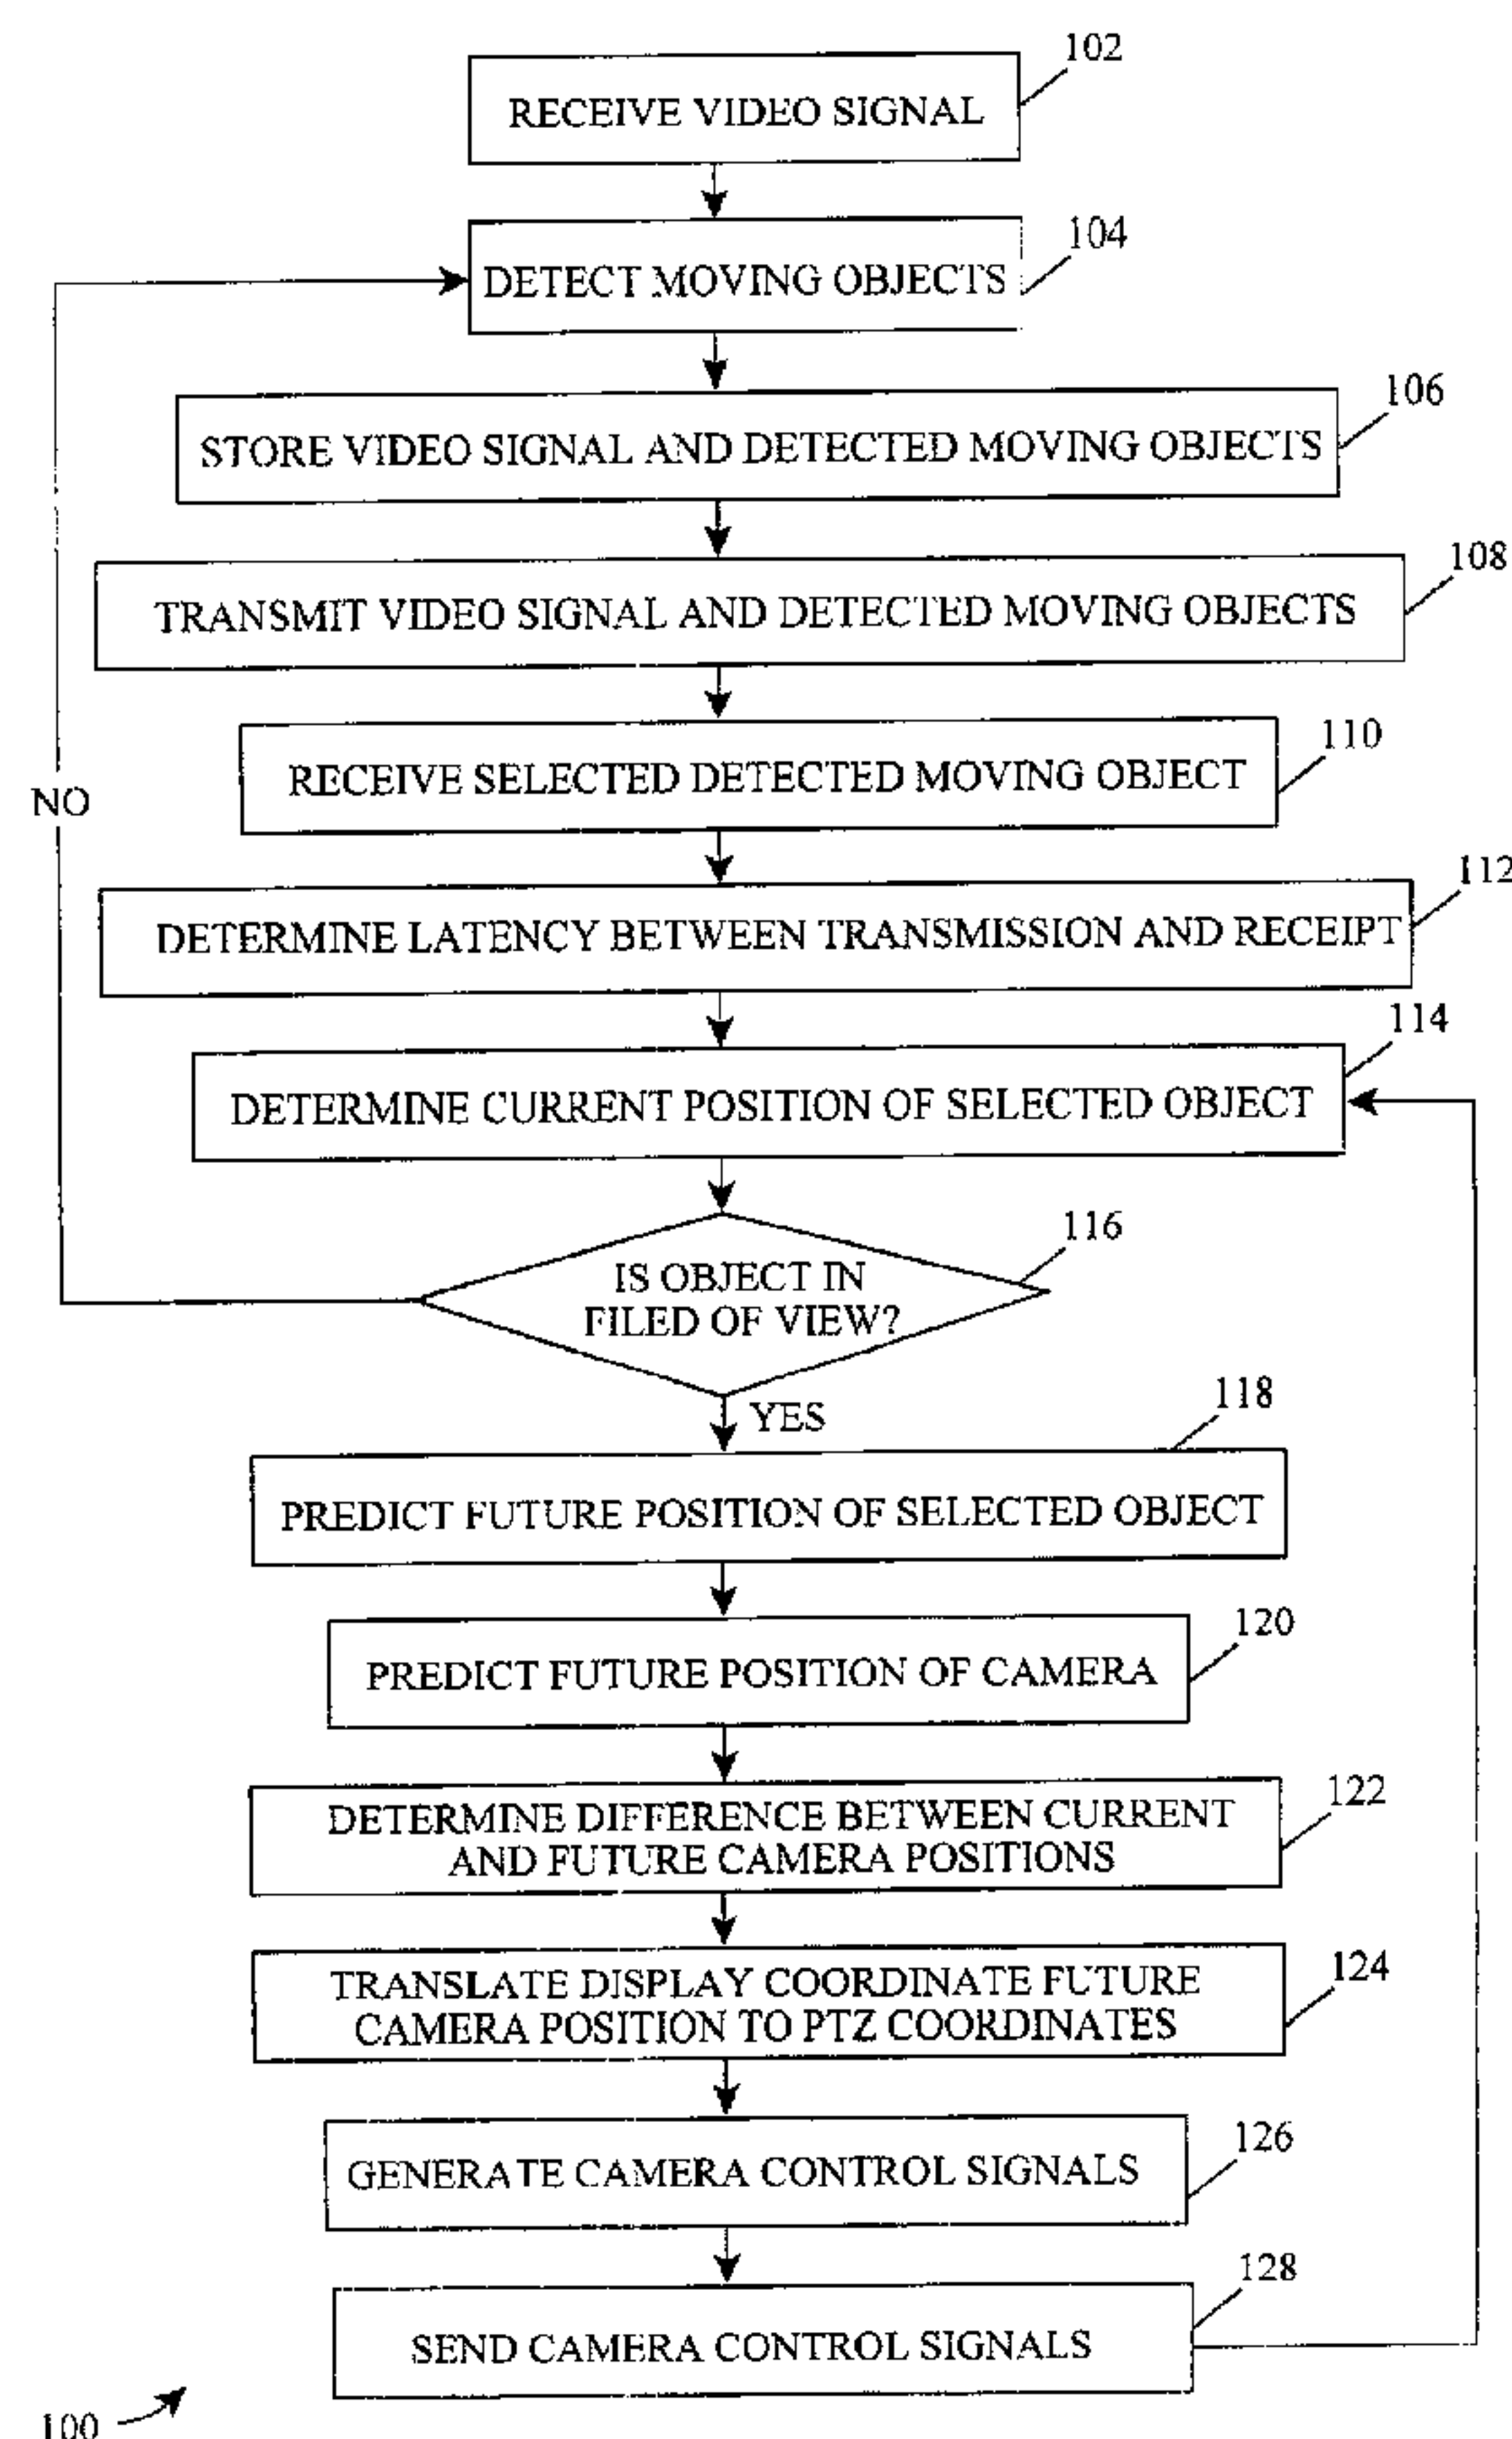 102
RECEIVE VIDEO SIGNAL
104
DETECT MOVING OBJECTS
106
STORE VIDEO SIGNAL AND DETECTED MOVING OBJECTS
108
TRANSMIT VIDEO SIGNAL AND DETECTED MOVING OBJECTS
110
RECEIVE SELECTED DETECTED MOVING OBJECT
NO
112
DETERMINE LATENCY BETWEEN TRANSMISSION AND RECEIPT
114
DETERMINE CURRENT POSITION OF SELECTED OBJECT
116
IS OBJECT IN
FILED OF VIEW?
YES
118
PREDICT FUTURE POSITION OF SELECTED OBJECT
120
PREDICT FUTURE POSITION OF CAMERA
122
DETERMINE DIFFERENCE BETWEEN CURRENT
AND FUTURE CAMERA POSITIONS
124
TRANSLATE DISPLAY COORDINATE FUTURE
CAMERA POSITION TO PTZ COORDINATES
126
GENERATE CAMERA CONTROL SIGNALS
128
SEND CAMERA CONTROL SIGNALS
100